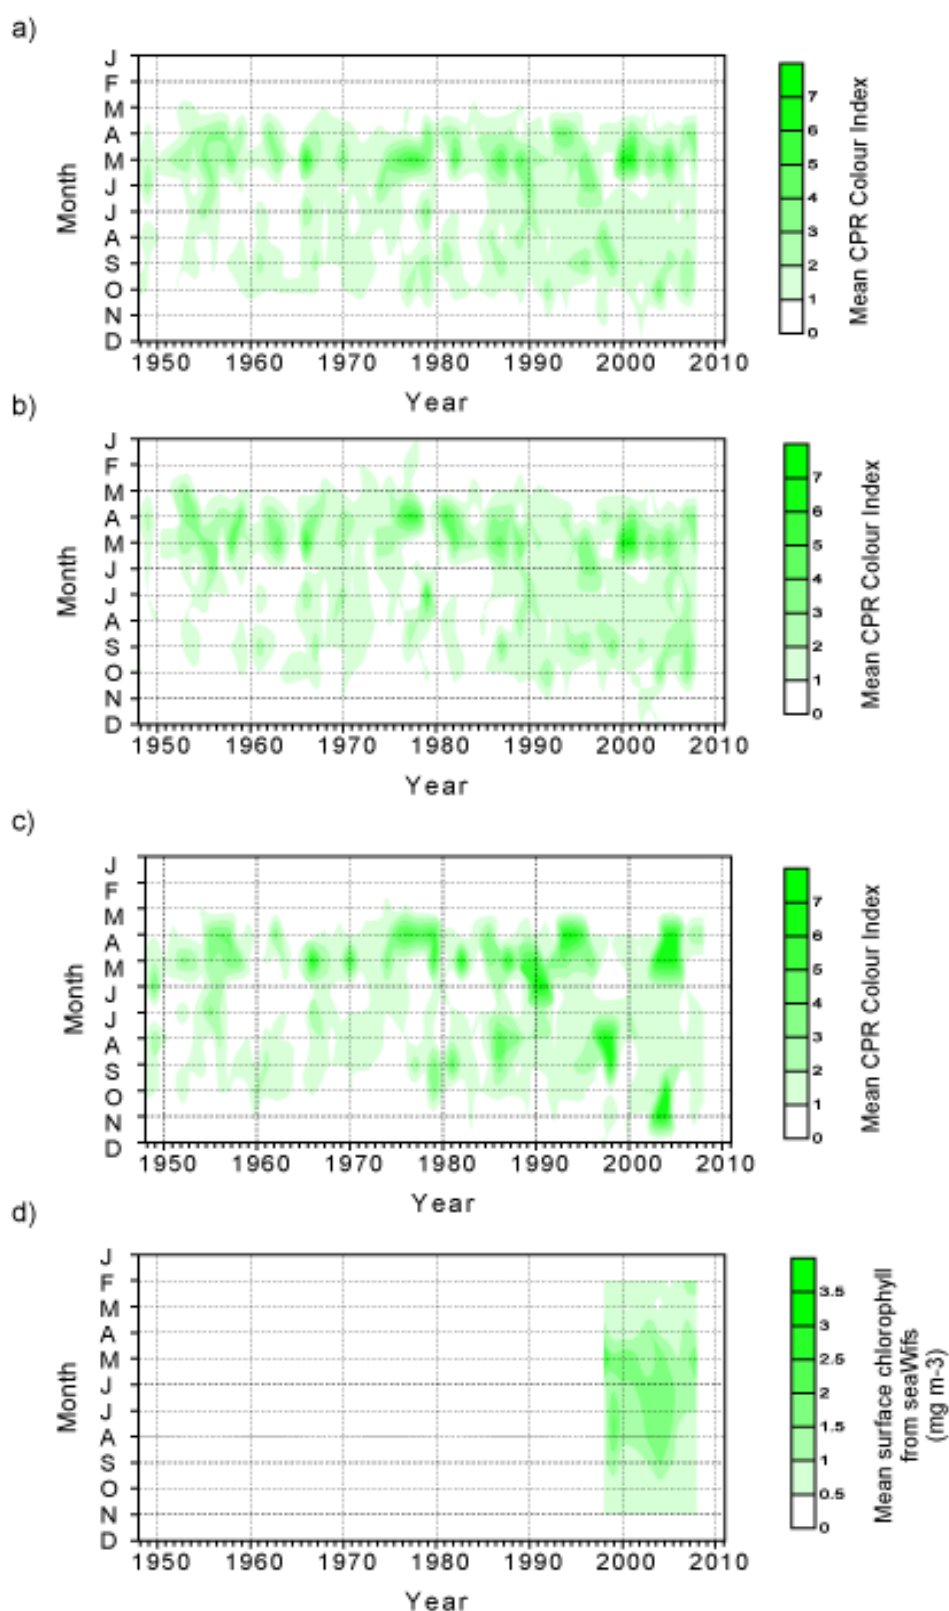 a)
J
F
M
A
M
J
J
A
S
O
N
D
Month
1950 1960 1970 1980 1990 2000 2010
Year
7
6
5
4
3
2
1
0
Mean CPR Colour Index
b)
J
F
M
A
M
J
J
A
S
O
N
D
Month
1950 1960 1970 1980 1990 2000 2010
Year
7
6
5
4
3
2
1
0
Mean CPR Colour Index
c)
J
F
M
A
M
J
J
A
S
O
N
D
Month
1950 1960 1970 1980 1990 2000 2010
Year
7
6
5
4
3
2
1
0
Mean CPR Colour Index
d)
J
F
M
A
M
J
J
A
S
O
N
D
Month
1950 1960 1970 1980 1990 2000 2010
Year
3.5
3
2.5
2
1.5
1
0.5
0
Mean surface chlorophyll
from seaWifs
(mg m-3)